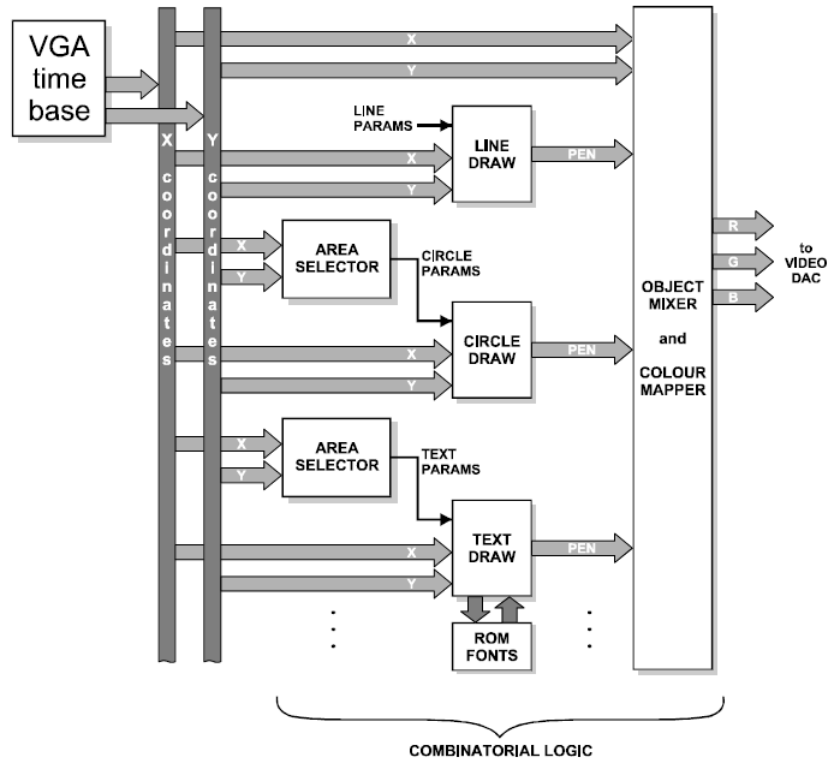 VGA
time
base
X coordinates
Y coordinates
X
Y
LINE
PARAMS
X
Y
LINE
DRAW
PEN
X
Y
AREA
SELECTOR
CIRCLE
PARAMS
X
Y
CIRCLE
DRAW
PEN
X
Y
AREA
SELECTOR
TEXT
PARAMS
X
Y
TEXT
DRAW
PEN
ROM
FONTS
OBJECT
MIXER
and
COLOUR
MAPPER
R
G
B
to
VIDEO
DAC
COMBINATORIAL LOGIC